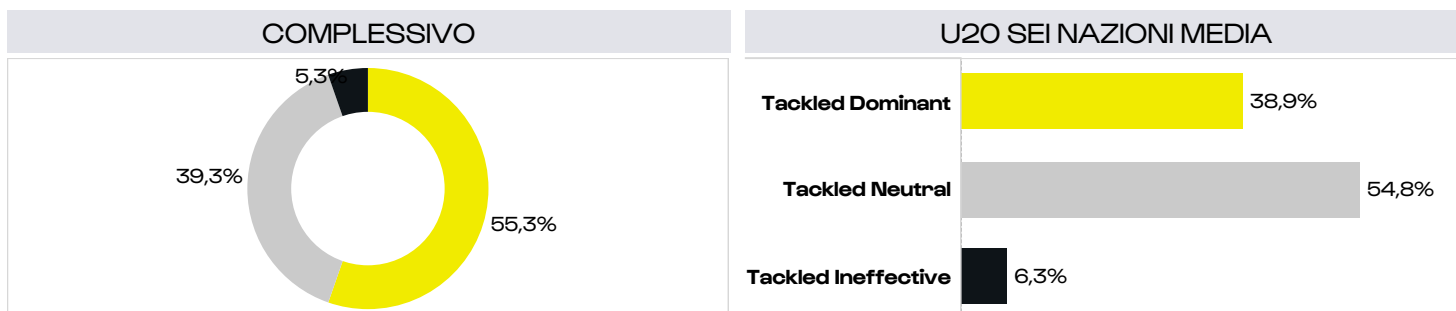 COMPLESSIVO
5,3%
39,3%
55,3%
U20 SEI NAZIONI MEDIA
Tackled Dominant 38,9%
Tackled Neutral 54,8%
Tackled Ineffective 6,3%